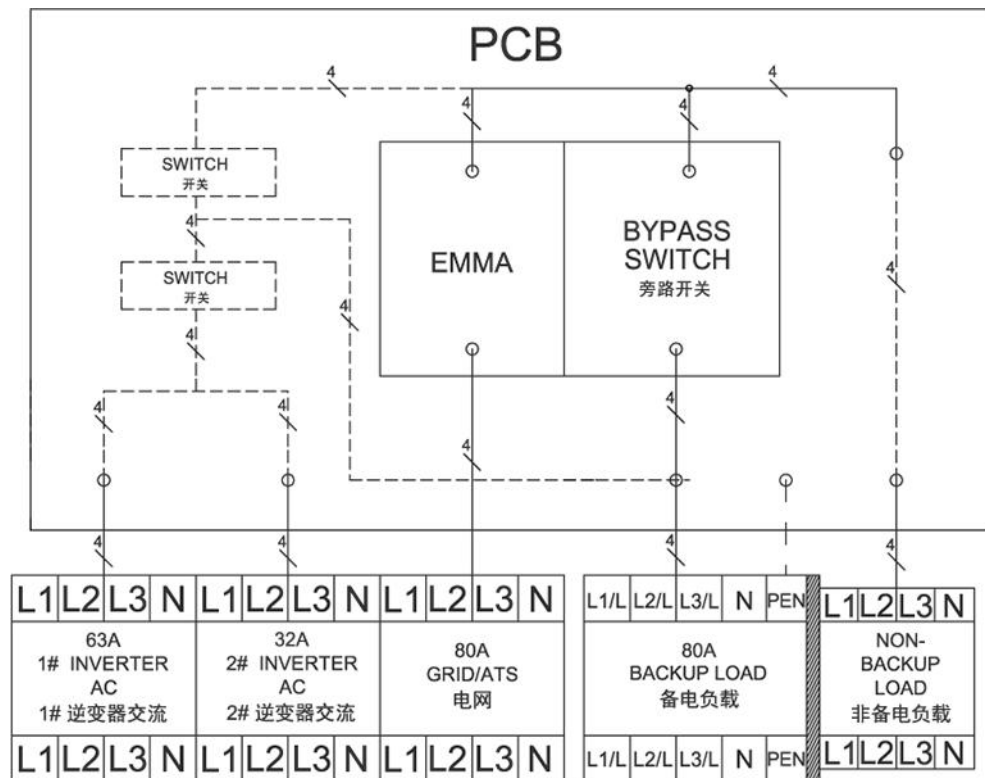 PCB
4
4
4
4
SWITCH
开关
4
EMMA
BYPASS
SWITCH
旁路开关
SWITCH
开关
4
4
4
4
4
4
4
4
4
4
4
4
L1 L2 L3 N L1 L2 L3 N L1 L2 L3 N L1/L L2/L L3/L N PEN L1 L2 L3 N
63A
1# INVERTER
AC
1# 逆变器交流
32A
2# INVERTER
AC
2# 逆变器交流
80A
GRID/ATS
电网
80A
BACKUP LOAD
备电负载
NON-
BACKUP
LOAD
非备电负载
L1 L2 L3 N L1 L2 L3 N L1 L2 L3 N L1/L L2/L L3/L N PEN L1 L2 L3 N